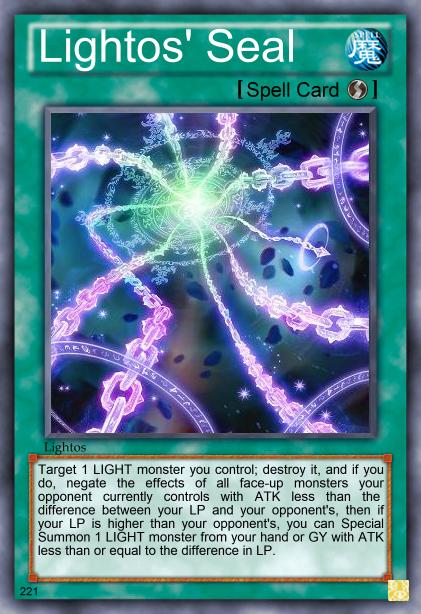 Lightos' Seal
魔
[Spell Card ]
Lightos
Target 1 LIGHT monster you control; destroy it, and if you
do, negate the effects of all face-up monsters your
opponent currently controls with ATK less than the
difference between your LP and your opponent's, then if
your LP is higher than your opponent's, you can Special
Summon 1 LIGHT monster from your hand or GY with ATK
less than or equal to the difference in LP.
221